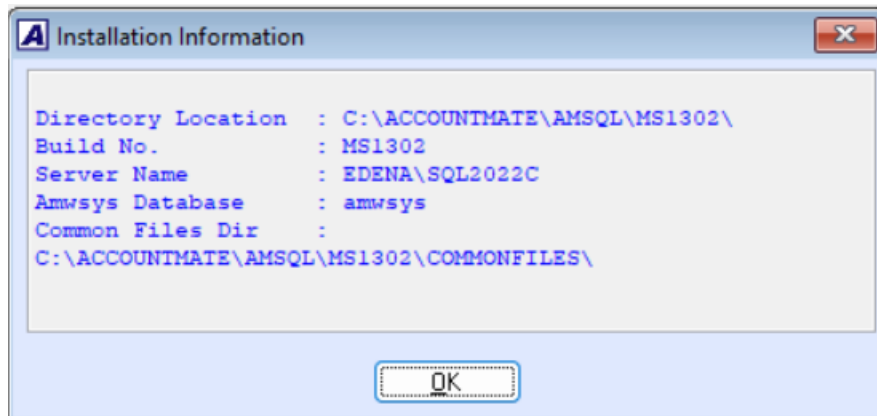 Installation Information
Directory Location : C:\ACCOUNTMATE\AMSQL\MS1302\
Build No. : MS1302
Server Name : EDENA\SQL2022C
Amwsys Database : amwsys
Common Files Dir :
C:\ACCOUNTMATE\AMSQL\MS1302\COMMONFILES\
OK